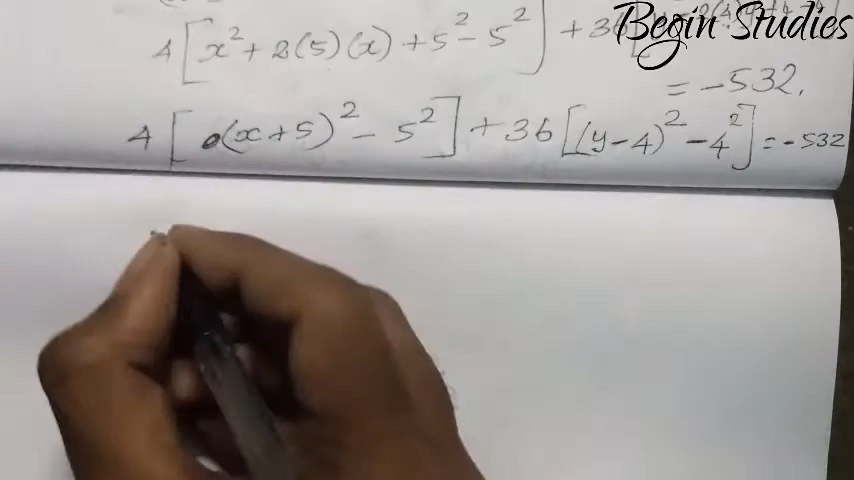 Begin Studies
4[x² + 2(5)(x) + 5² - 5²] + 36[
= -532.
4[(x+5)² - 5²] + 36[(y-4)² - 4²] = -532